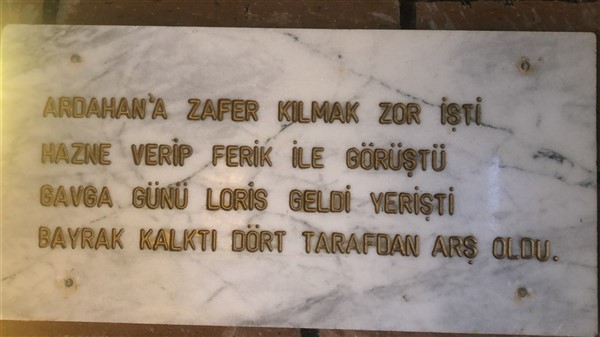 ARDAHAN'A ZAFER KILMAK ZOR İŞTİ
HAZNE VERİP FERİK İLE GÖRÜŞTÜ
GAVGA GÜNÜ LORİS GELDİ YERİŞTİ
BAYRAK KALKTI DÖRT TARAFDAN ARŞ OLDU.